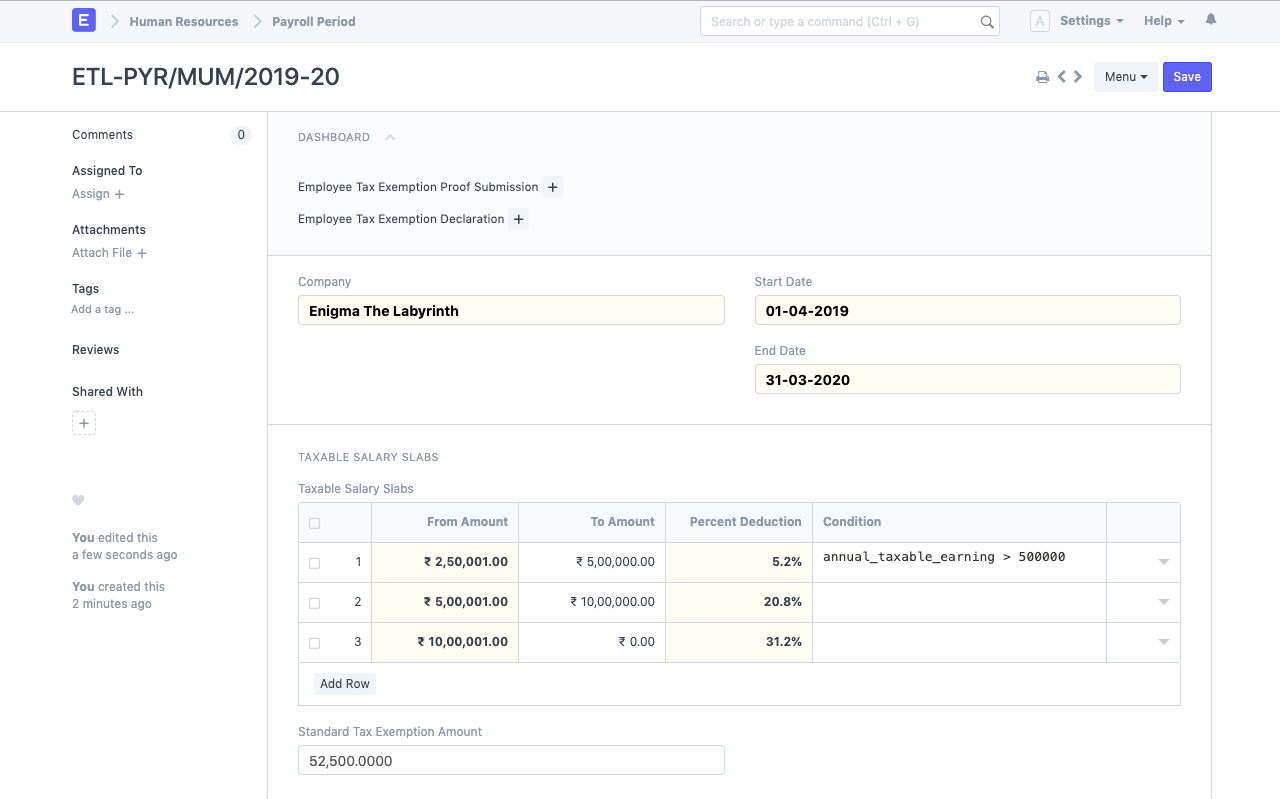 E Human Resources Payroll Period Search or type a command (Ctrl + G) A Settings Help
ETL-PYR/MUM/2019-20 Menu Save
Comments 0
Assigned To
Assign +
Attachments
Attach File +
Tags
Add a tag ...
Reviews
Shared With
+
You edited this
a few seconds ago
You created this
2 minutes ago
DASHBOARD
Employee Tax Exemption Proof Submission +
Employee Tax Exemption Declaration +
Company
Enigma The Labyrinth
Start Date
01-04-2019
End Date
31-03-2020
TAXABLE SALARY SLABS
Taxable Salary Slabs
From Amount To Amount Percent Deduction Condition
1 ₹ 2,50,001.00 ₹ 5,00,000.00 5.2% annual_taxable_earning > 500000
2 ₹ 5,00,001.00 ₹ 10,00,000.00 20.8%
3 ₹ 10,00,001.00 ₹ 0.00 31.2%
Add Row
Standard Tax Exemption Amount
52,500.0000